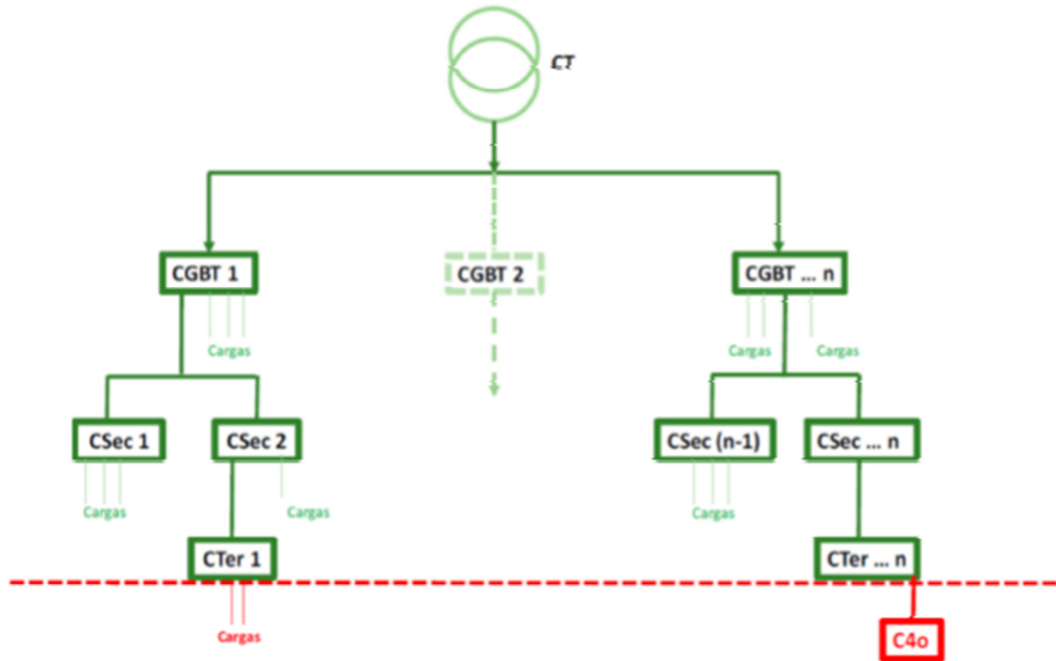 CT
CGBT 1
CGBT 2
CGBT ... n
Cargas
Cargas
Cargas
CSec 1
CSec 2
CSec (n-1)
CSec ... n
Cargas
Cargas
Cargas
CTer 1
CTer ... n
Cargas
C4o